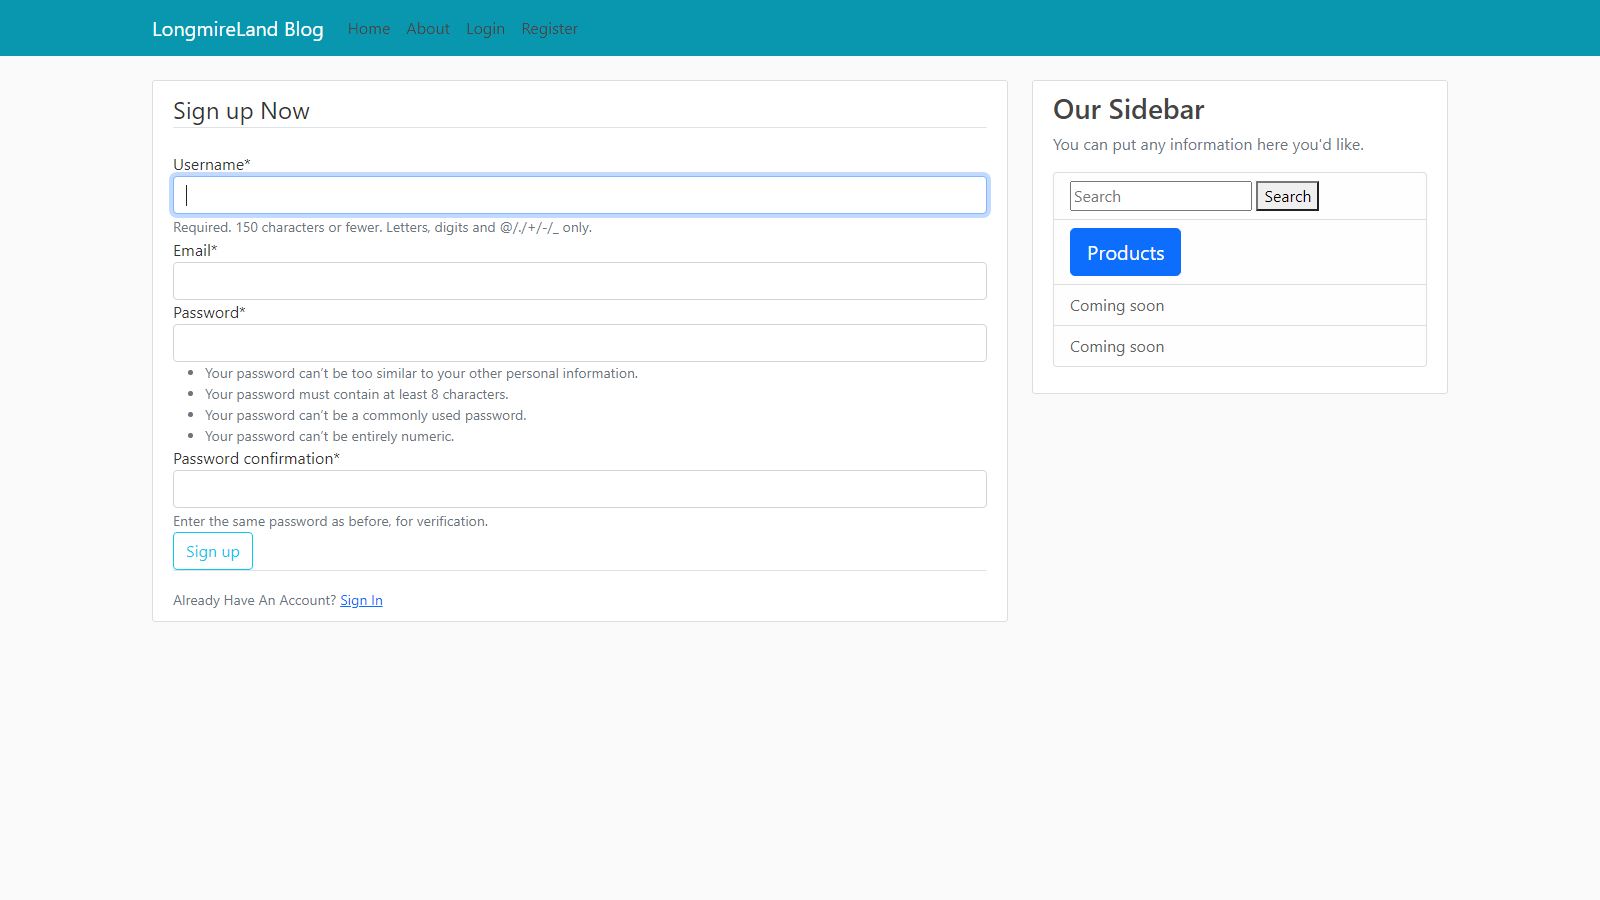 LongmireLand Blog Home About Login Register
Sign up Now
Username*
Required. 150 characters or fewer. Letters, digits and @/./+/-/_ only.
Email*
Password*
Your password can’t be too similar to your other personal information.
Your password must contain at least 8 characters.
Your password can’t be a commonly used password.
Your password can’t be entirely numeric.
Password confirmation*
Enter the same password as before, for verification.
Sign up
Already Have An Account? Sign In
Our Sidebar
You can put any information here you'd like.
Search Search
Products
Coming soon
Coming soon